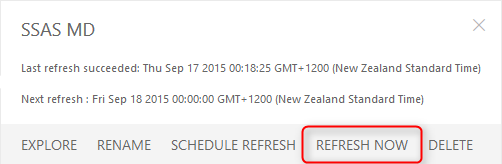 SSAS MD
Last refresh succeeded: Thu Sep 17 2015 00:18:25 GMT+1200 (New Zealand Standard Time)
Next refresh : Fri Sep 18 2015 00:00:00 GMT+1200 (New Zealand Standard Time)
EXPLORE RENAME SCHEDULE REFRESH REFRESH NOW DELETE